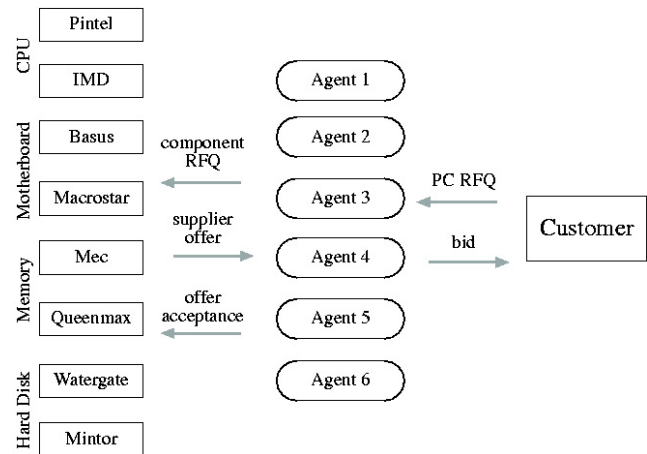 CPU
Pintel
IMD
Motherboard
Basus
Macrostar
Memory
Mec
Queenmax
Hard Disk
Watergate
Mintor
component
RFQ
supplier
offer
offer
acceptance
Agent 1
Agent 2
Agent 3
Agent 4
Agent 5
Agent 6
PC RFQ
bid
Customer